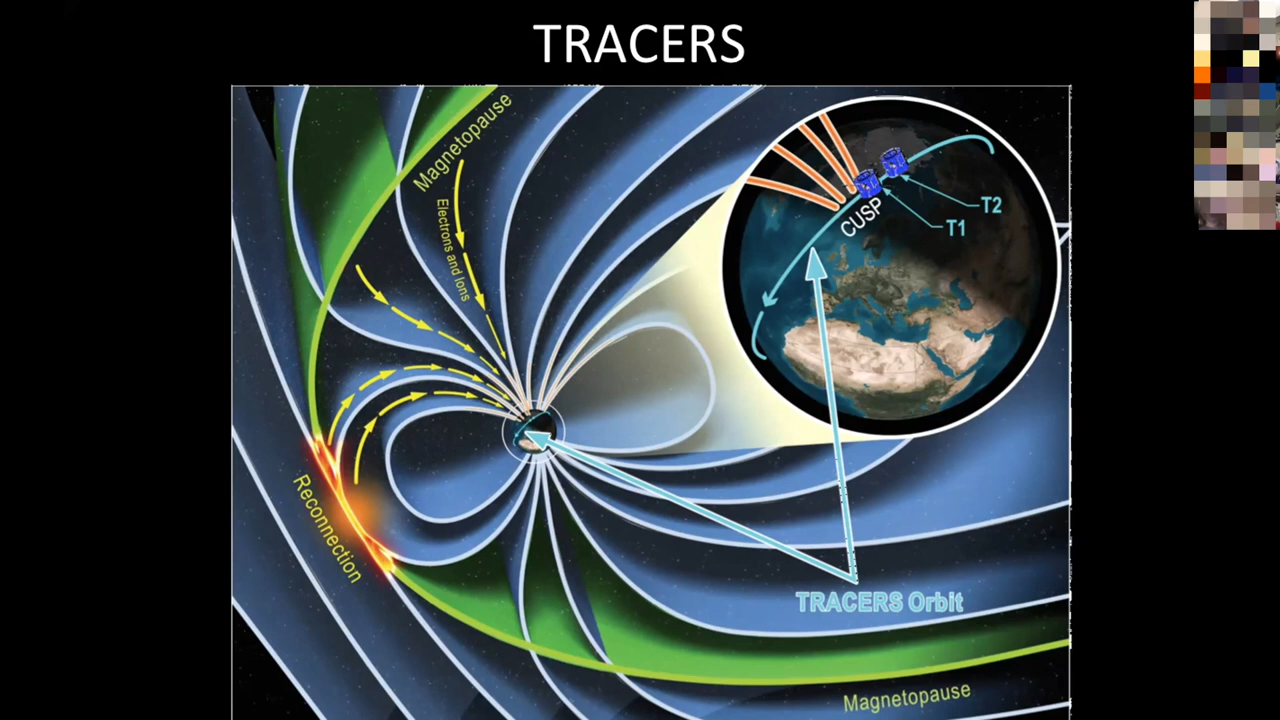 TRACERS
Magnetopause
Electrons and Ions
CUSP
T2
T1
Reconnection
TRACERS Orbit
Magnetopause